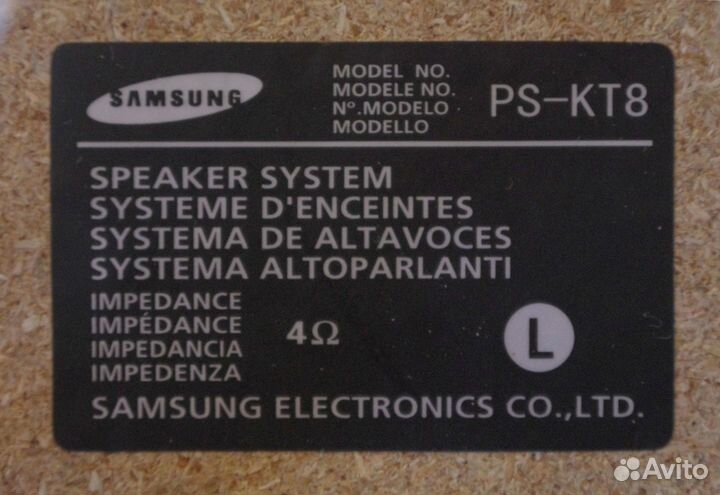 SAMSUNG
MODEL NO.
MODELE NO.
Nº.MODELO
MODELLO
PS-KT8
SPEAKER SYSTEM
SYSTEME D'ENCEINTES
SYSTEMA DE ALTAVOCES
SYSTEMA ALTOPARLANTI
IMPEDANCE
IMPÉDANCE
IMPEDANCIA
IMPEDENZA
4Ω
L
SAMSUNG ELECTRONICS CO.,LTD.
Avito